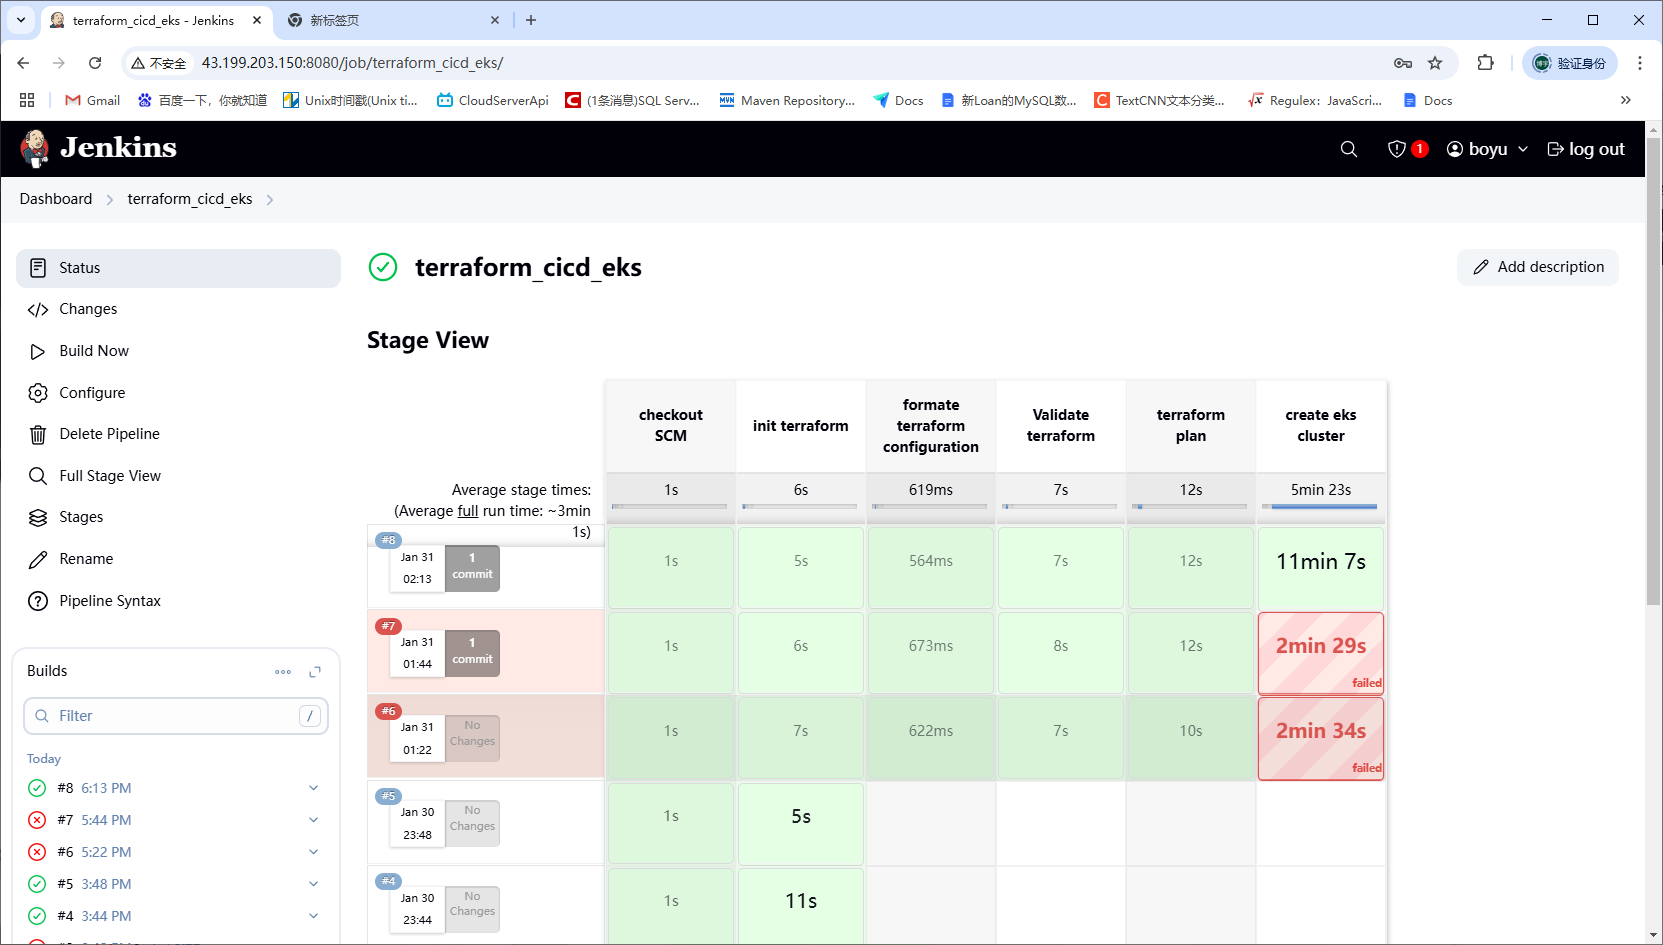 terraform_cicd_eks - Jenkins
新标签页
不安全
43.199.203.150:8080/job/terraform_cicd_eks/
验证身份
Gmail
百度一下，你就知道
Unix时间戳(Unix ti...
CloudServerApi
(1条消息)SQL Serv...
Maven Repository...
Docs
新Loan的MySQL数...
TextCNN文本分类...
Regulex：JavaScri...
Docs
Jenkins
1
boyu
log out
Dashboard
terraform_cicd_eks
Status
Changes
Build Now
Configure
Delete Pipeline
Full Stage View
Stages
Rename
Pipeline Syntax
Builds
Filter
/
Today
#8 6:13 PM
#7 5:44 PM
#6 5:22 PM
#5 3:48 PM
#4 3:44 PM
terraform_cicd_eks
Add description
Stage View
checkout
SCM
init terraform
formate
terraform
configuration
Validate
terraform
terraform
plan
create eks
cluster
Average stage times:
(Average full run time: ~3min
1s)
1s
6s
619ms
7s
12s
5min 23s
#8
Jan 31
02:13
1
commit
1s
5s
564ms
7s
12s
11min 7s
#7
Jan 31
01:44
1
commit
1s
6s
673ms
8s
12s
2min 29s
failed
#6
Jan 31
01:22
No
Changes
1s
7s
622ms
7s
10s
2min 34s
failed
#5
Jan 30
23:48
No
Changes
1s
5s
#4
Jan 30
23:44
No
Changes
1s
11s